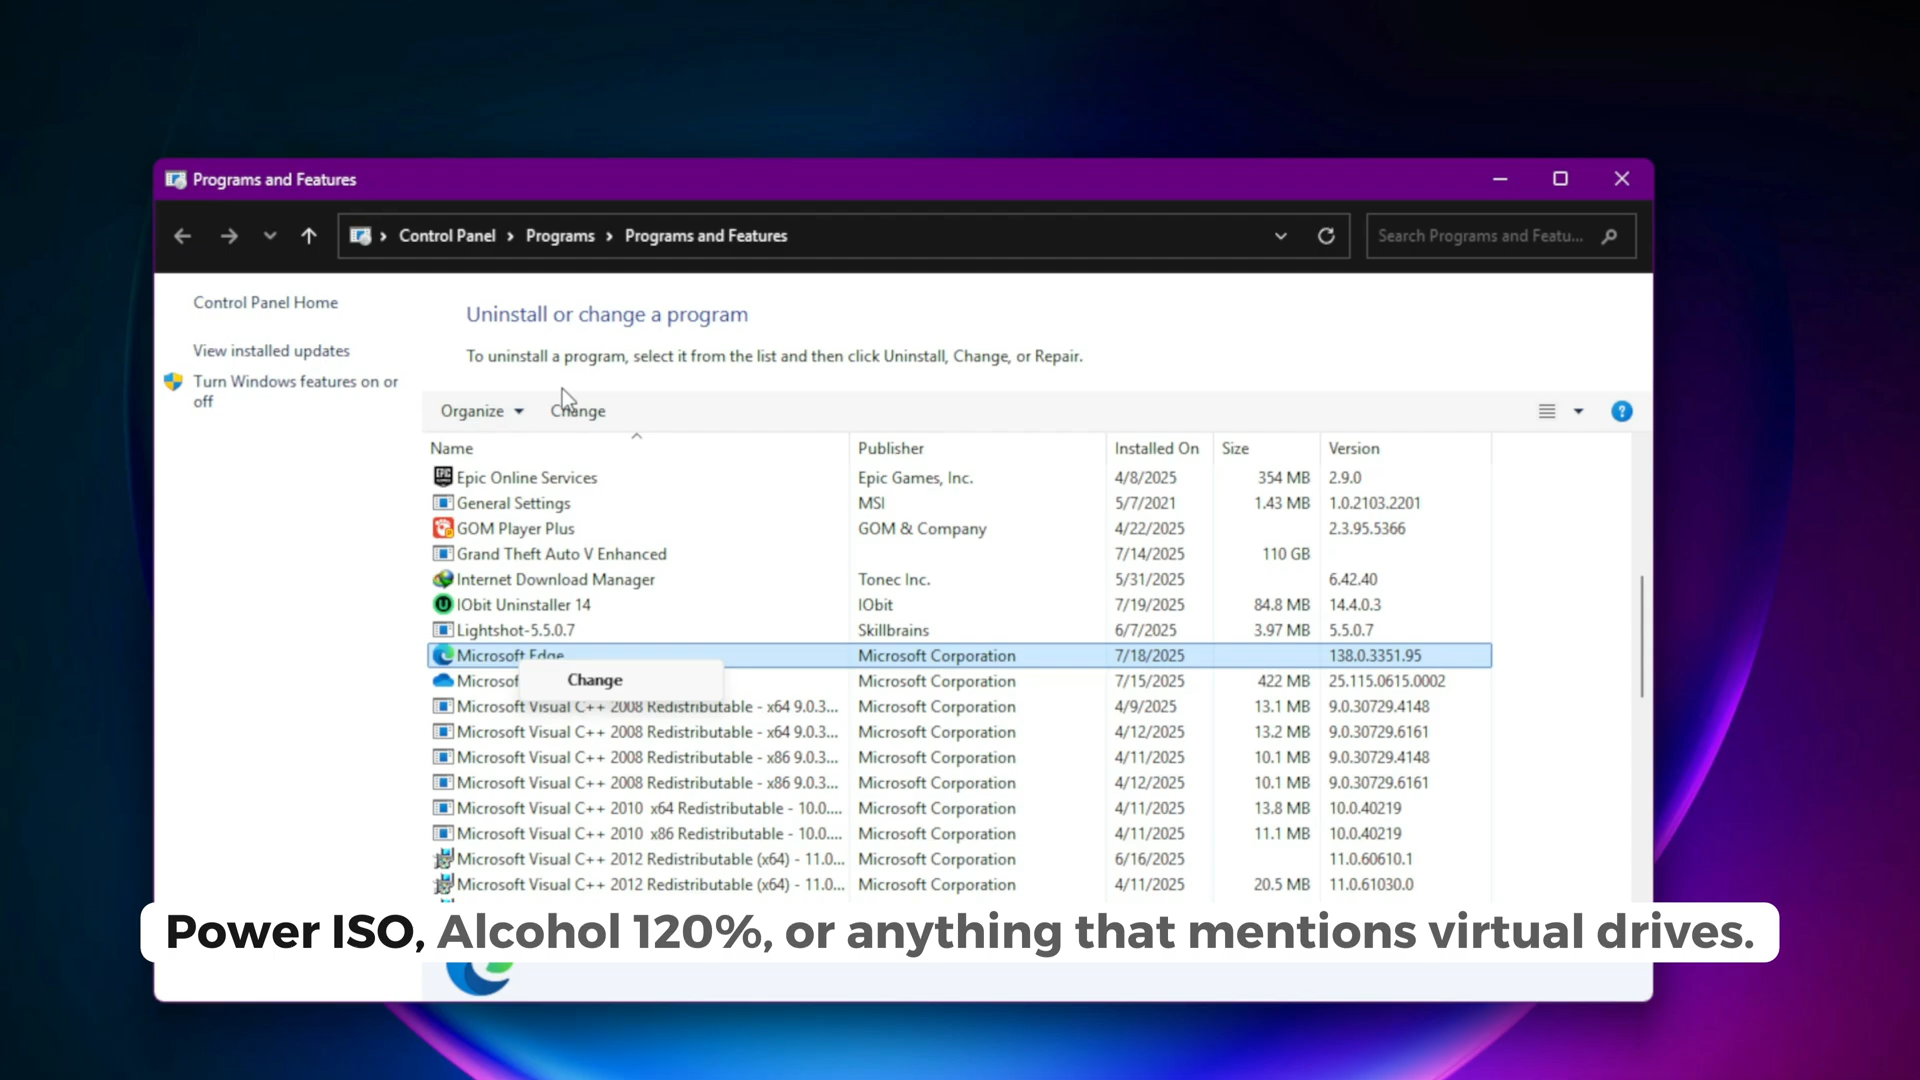 Programs and Features
Control Panel > Programs > Programs and Features
Search Programs and Featu...
Control Panel Home
View installed updates
Turn Windows features on or
off
Uninstall or change a program
To uninstall a program, select it from the list and then click Uninstall, Change, or Repair.
Organize Change
Name Publisher Installed On Size Version
Epic Online Services Epic Games, Inc. 4/8/2025 354 MB 2.9.0
General Settings MSI 5/7/2021 1.43 MB 1.0.2103.2201
GOM Player Plus GOM & Company 4/22/2025 2.3.95.5366
Grand Theft Auto V Enhanced 7/14/2025 110 GB
Internet Download Manager Tonec Inc. 5/31/2025 6.42.40
IObit Uninstaller 14 IObit 7/19/2025 84.8 MB 14.4.0.3
Lightshot-5.5.0.7 Skillbrains 6/7/2025 3.97 MB 5.5.0.7
Microsoft Edge Microsoft Corporation 7/18/2025 138.0.3351.95
Change
Microsof Microsoft Corporation 7/15/2025 422 MB 25.115.0615.0002
Microsoft Visual C++ 2008 Redistributable - x64 9.0.3... Microsoft Corporation 4/9/2025 13.1 MB 9.0.30729.4148
Microsoft Visual C++ 2008 Redistributable - x64 9.0.3... Microsoft Corporation 4/12/2025 13.2 MB 9.0.30729.6161
Microsoft Visual C++ 2008 Redistributable - x86 9.0.3... Microsoft Corporation 4/11/2025 10.1 MB 9.0.30729.4148
Microsoft Visual C++ 2008 Redistributable - x86 9.0.3... Microsoft Corporation 4/12/2025 10.1 MB 9.0.30729.6161
Microsoft Visual C++ 2010 x64 Redistributable - 10.0.... Microsoft Corporation 4/11/2025 13.8 MB 10.0.40219
Microsoft Visual C++ 2010 x86 Redistributable - 10.0.... Microsoft Corporation 4/11/2025 11.1 MB 10.0.40219
Microsoft Visual C++ 2012 Redistributable (x64) - 11.0... Microsoft Corporation 6/16/2025 11.0.60610.1
Microsoft Visual C++ 2012 Redistributable (x64) - 11.0... Microsoft Corporation 4/11/2025 20.5 MB 11.0.61030.0
Power ISO, Alcohol 120%, or anything that mentions virtual drives.